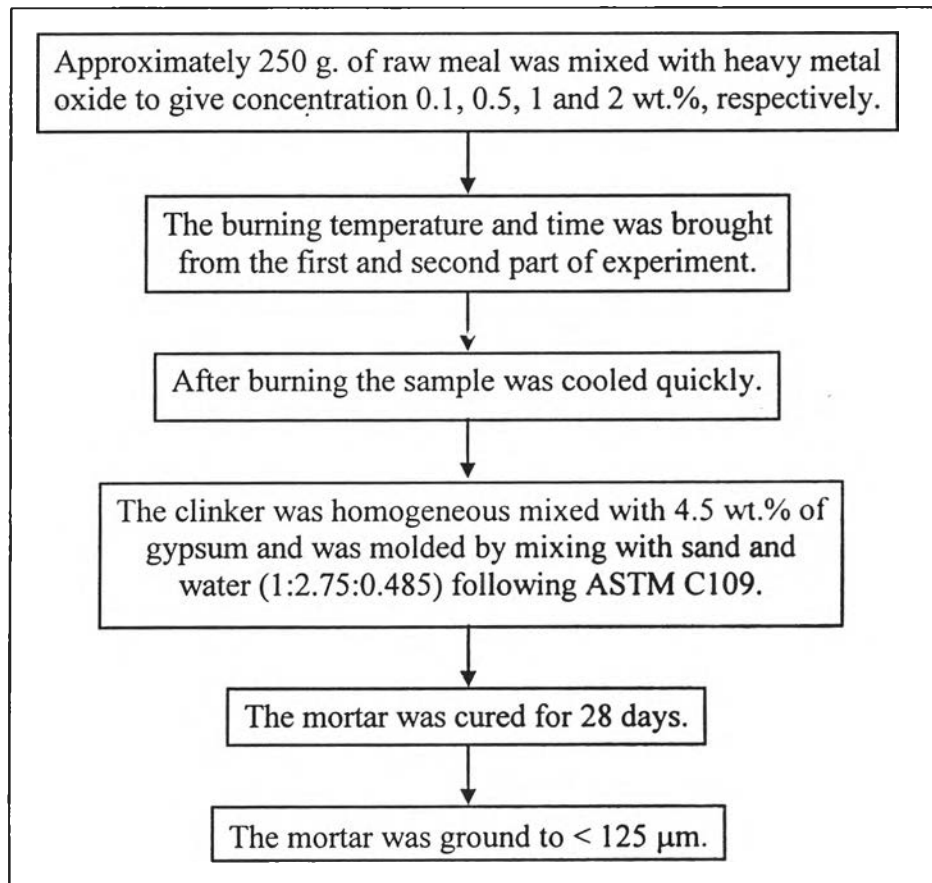 Approximately 250 g. of raw meal was mixed with heavy metal
oxide to give concentration 0.1, 0.5, 1 and 2 wt.%, respectively.
The burning temperature and time was brought
from the first and second part of experiment.
After burning the sample was cooled quickly.
The clinker was homogeneous mixed with 4.5 wt.% of
gypsum and was molded by mixing with sand and
water (1:2.75:0.485) following ASTM C109.
The mortar was cured for 28 days.
The mortar was ground to < 125 μm.